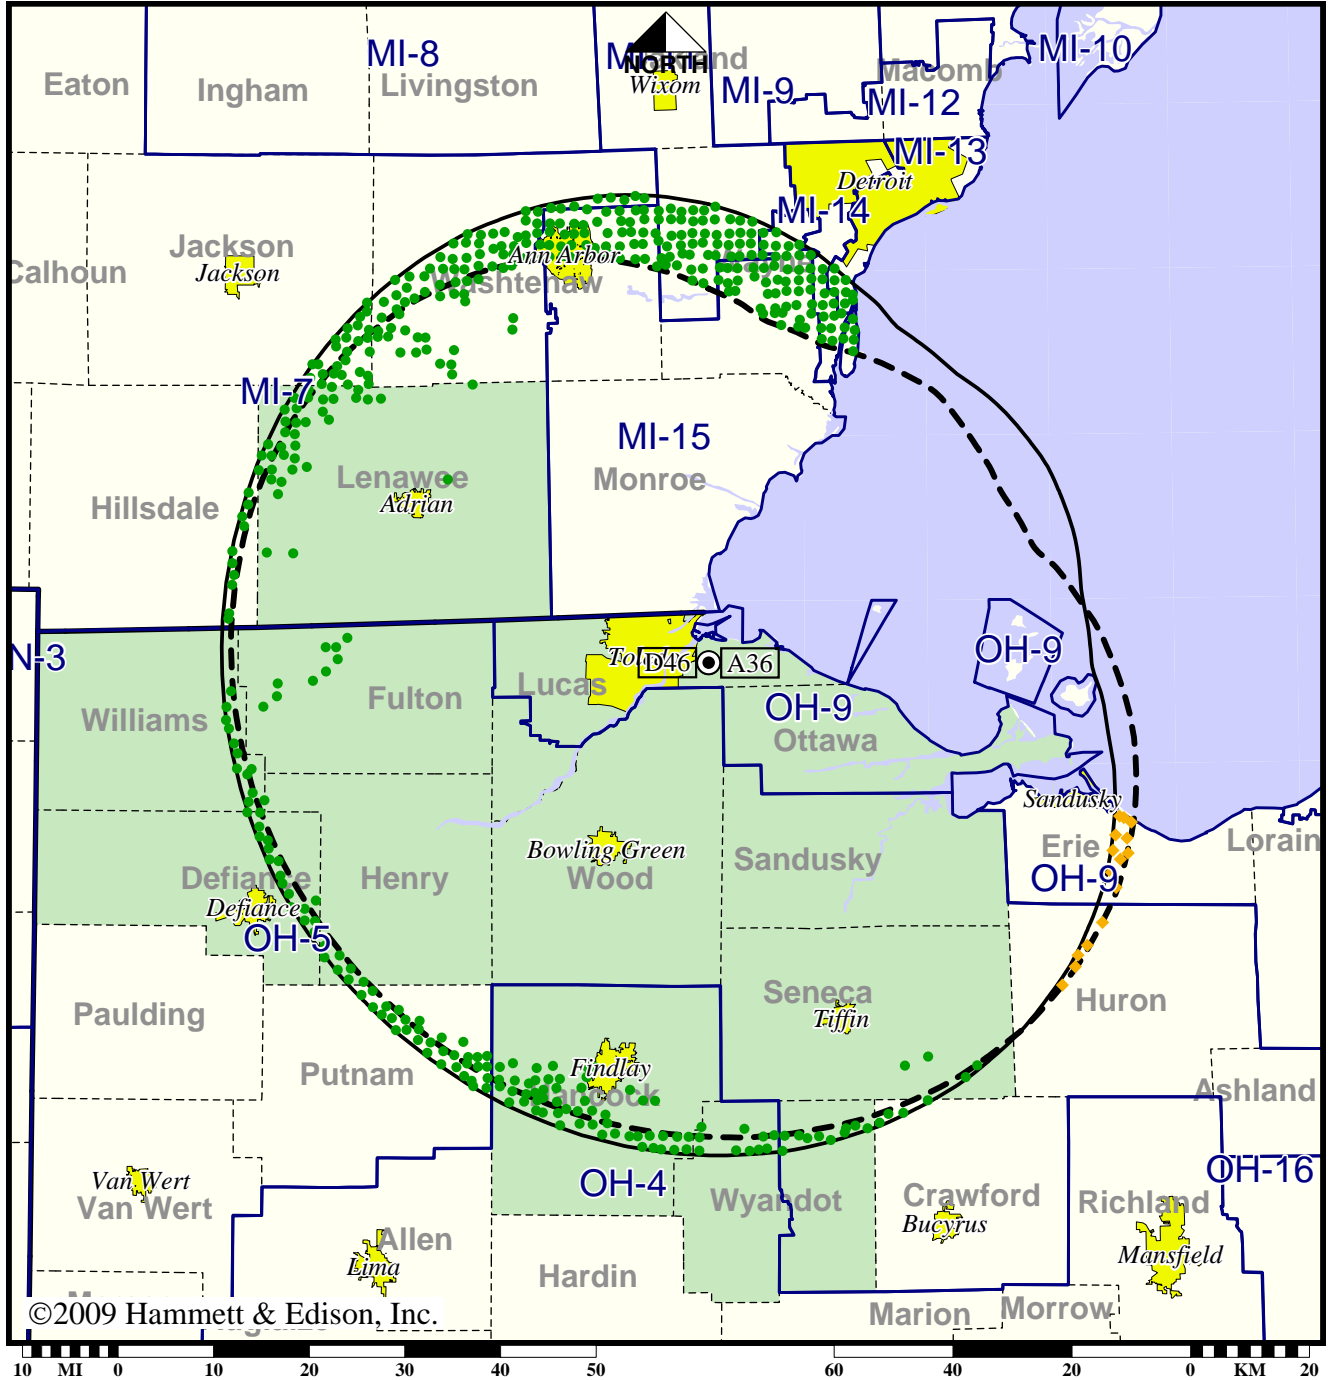 MI-8
MI-10
NORTH
Macomb
Eaton
Ingham
Livingston
Wixom
MI-9
MI-12
MI-13
Detroit
MI-14
Jackson
Jackson
Calhoun
Ann Arbor
Washtenaw
MI-7
MI-15
Lenawee
Monroe
Adrian
Hillsdale
N-3
D46
A36
OH-9
Lucas
Fulton
Williams
OH-9
Ottawa
Sandusky
Bowling Green
Sandusky
Erie
Lorain
Defiance
Henry
Wood
OH-9
Defiance
OH-5
Seneca
Tiffin
Huron
Paulding
Putnam
Findlay
Hancock
Ashland
OH-16
Van Wert
Van Wert
OH-4
Wyandot
Crawford
Bucyrus
Richland
Mansfield
Allen
Lima
Hardin
Marion
Morrow
©2009 Hammett & Edison, Inc.
10 MI 0 10 20 30 40 50 60 40 20 0 KM 20